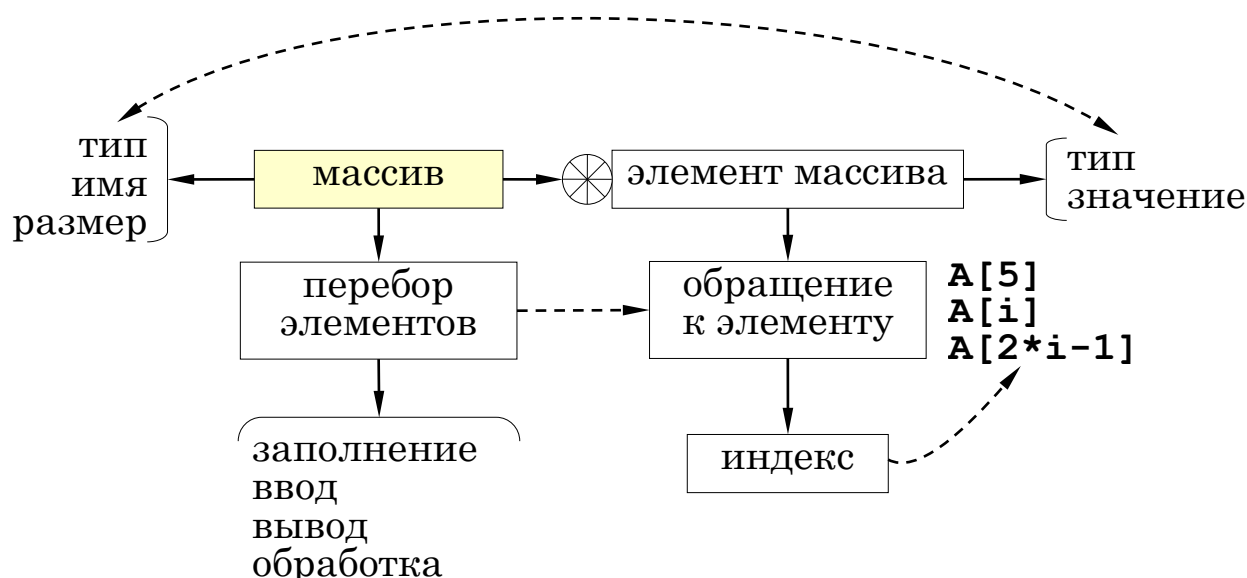 тип
имя
размер
массив
элемент массива
тип
значение
перебор
элементов
обращение
к элементу
A[5]
A[i]
A[2*i-1]
заполнение
ввод
вывод
обработка
индекс